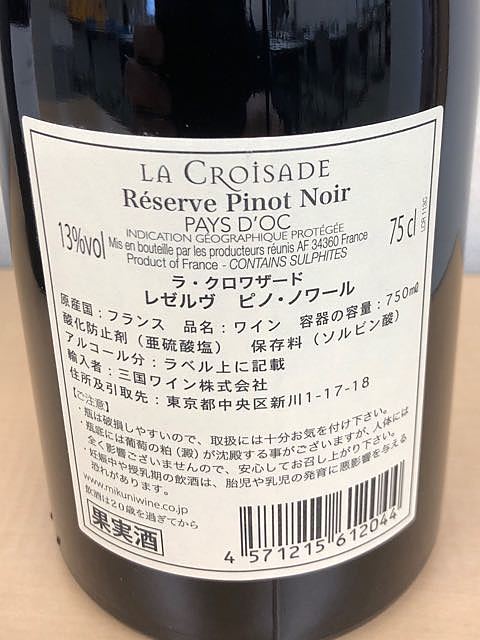 LA CROISADE
Réserve Pinot Noir
PAYS D'OC
INDICATION GÉOGRAPHIQUE PROTÉGÉE
13%vol
Mis en bouteille par les producteurs réunis AF 34360 France
75 cl
Product of France - CONTAINS SULPHITES
ラ・クロワザード
レゼルヴ ピノ・ノワール
原産国：フランス 品名：ワイン 容器の容量：750mℓ
酸化防止剤（亜硫酸塩） 保存料（ソルビン酸）
アルコール分：ラベル上に記載
輸入者：三国ワイン株式会社
住所及引取先：東京都中央区新川1-17-18
【ご注意】
・瓶は破損しやすいので、取扱には十分お気を付け下さい。
・瓶底には葡萄の粕（澱）が沈殿する事がございますが、人体には
全く影響ございませんので、安心してお召し上がり下さい。
・妊娠中や授乳期の飲酒は、胎児や乳児の発育に悪影響を与える
恐れがあります。
www.mikuniwine.co.jp
飲酒は20歳を過ぎてから
果実酒
4 571215 612044